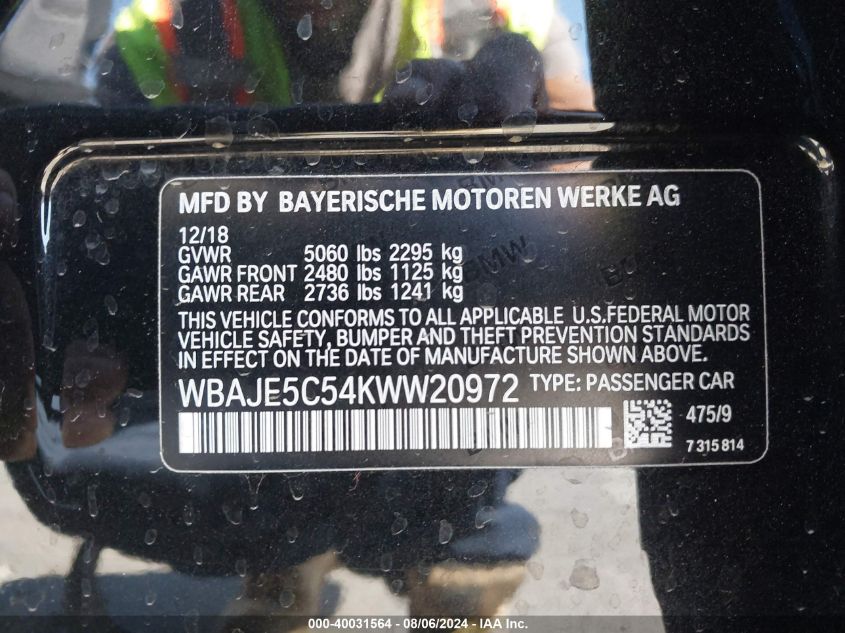 MFD BY BAYERISCHE MOTOREN WERKE AG
12/18
GVWR 5060 lbs 2295 kg
GAWR FRONT 2480 lbs 1125 kg
GAWR REAR 2736 lbs 1241 kg
THIS VEHICLE CONFORMS TO ALL APPLICABLE U.S.FEDERAL MOTOR
VEHICLE SAFETY, BUMPER AND THEFT PREVENTION STANDARDS
IN EFFECT ON THE DATE OF MANUFACTURE SHOWN ABOVE.
WBAJE5C54KWW20972 TYPE: PASSENGER CAR
475/9
7 315 814
BMW
000-40031564 - 08/06/2024 - IAA Inc.